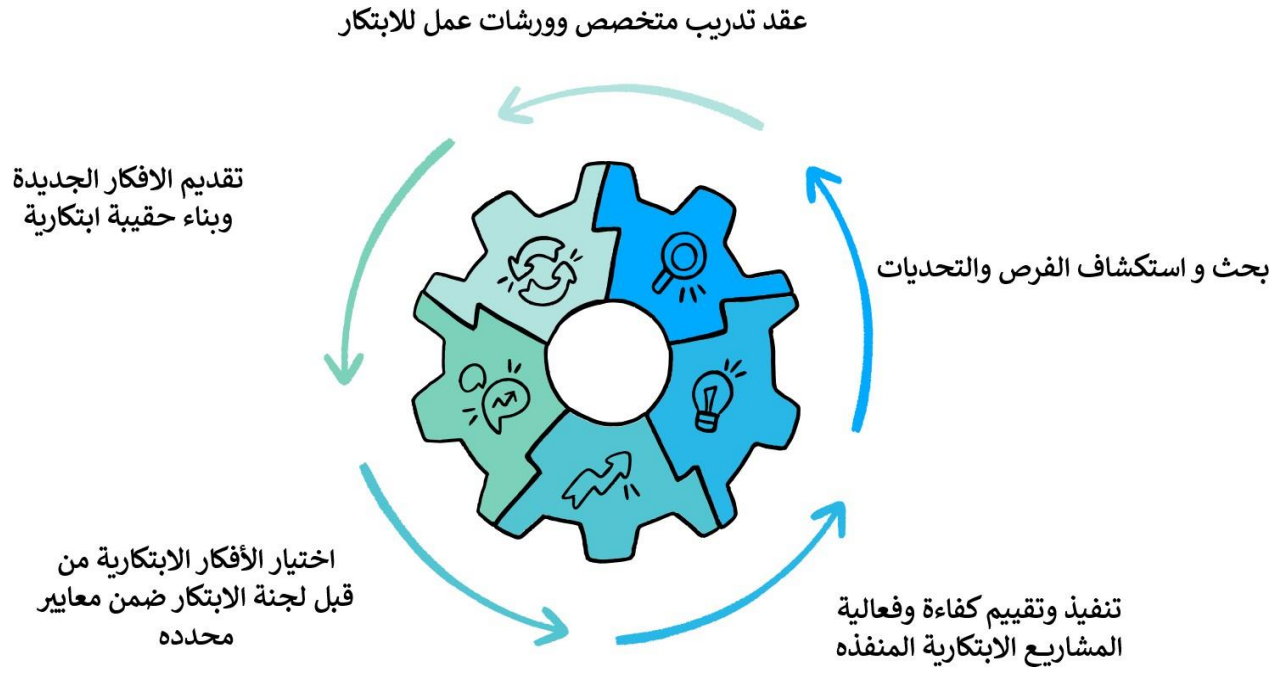 عقد تدريب متخصص وورشات عمل للابتكار
تقديم الافكار الجديدة
وبناء حقيبة ابتكارية
بحث و استكشاف الفرص والتحديات
اختيار الأفكار الابتكارية من
قبل لجنة الابتكار ضمن معايير
محدده
تنفيذ وتقييم كفاءة وفعالية
المشاريع الابتكارية المنفذه